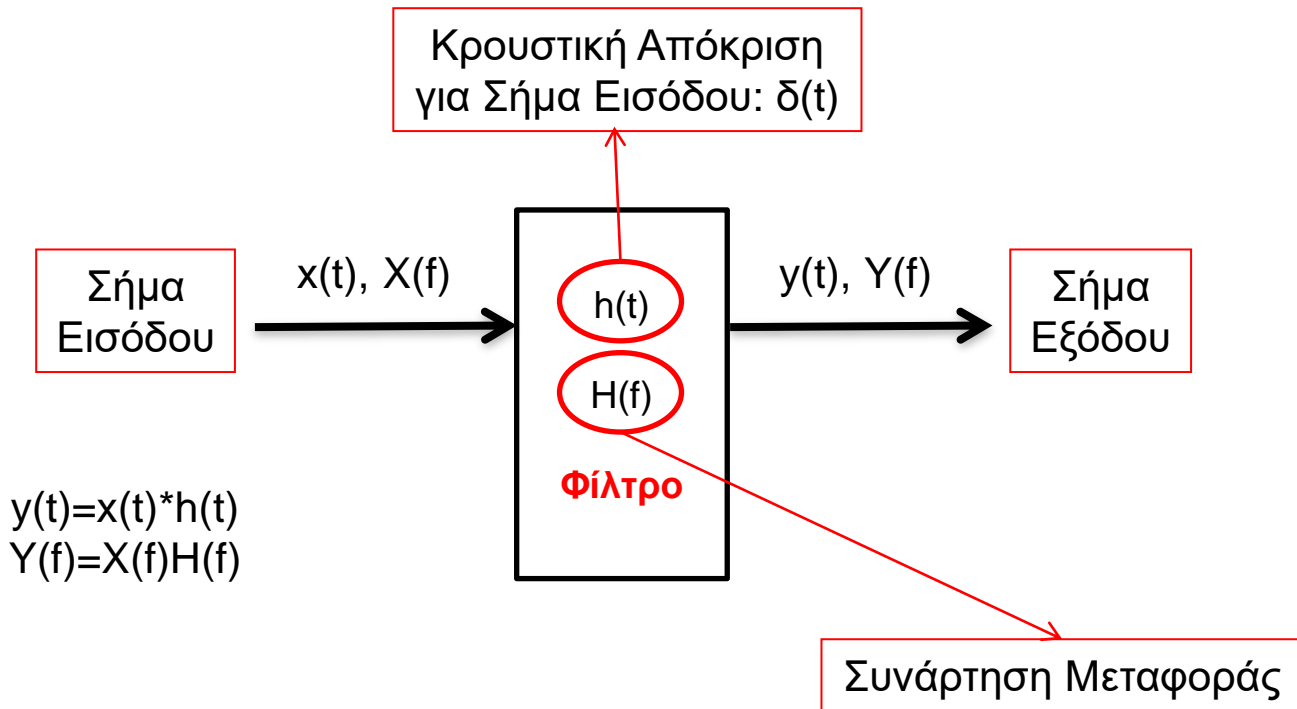 Κρουστική Απόκριση
για Σήμα Εισόδου: δ(t)
Σήμα
Εισόδου
x(t), X(f)
h(t)
H(f)
Φίλτρο
y(t), Y(f)
Σήμα
Εξόδου
y(t)=x(t)*h(t)
Y(f)=X(f)H(f)
Συνάρτηση Μεταφοράς